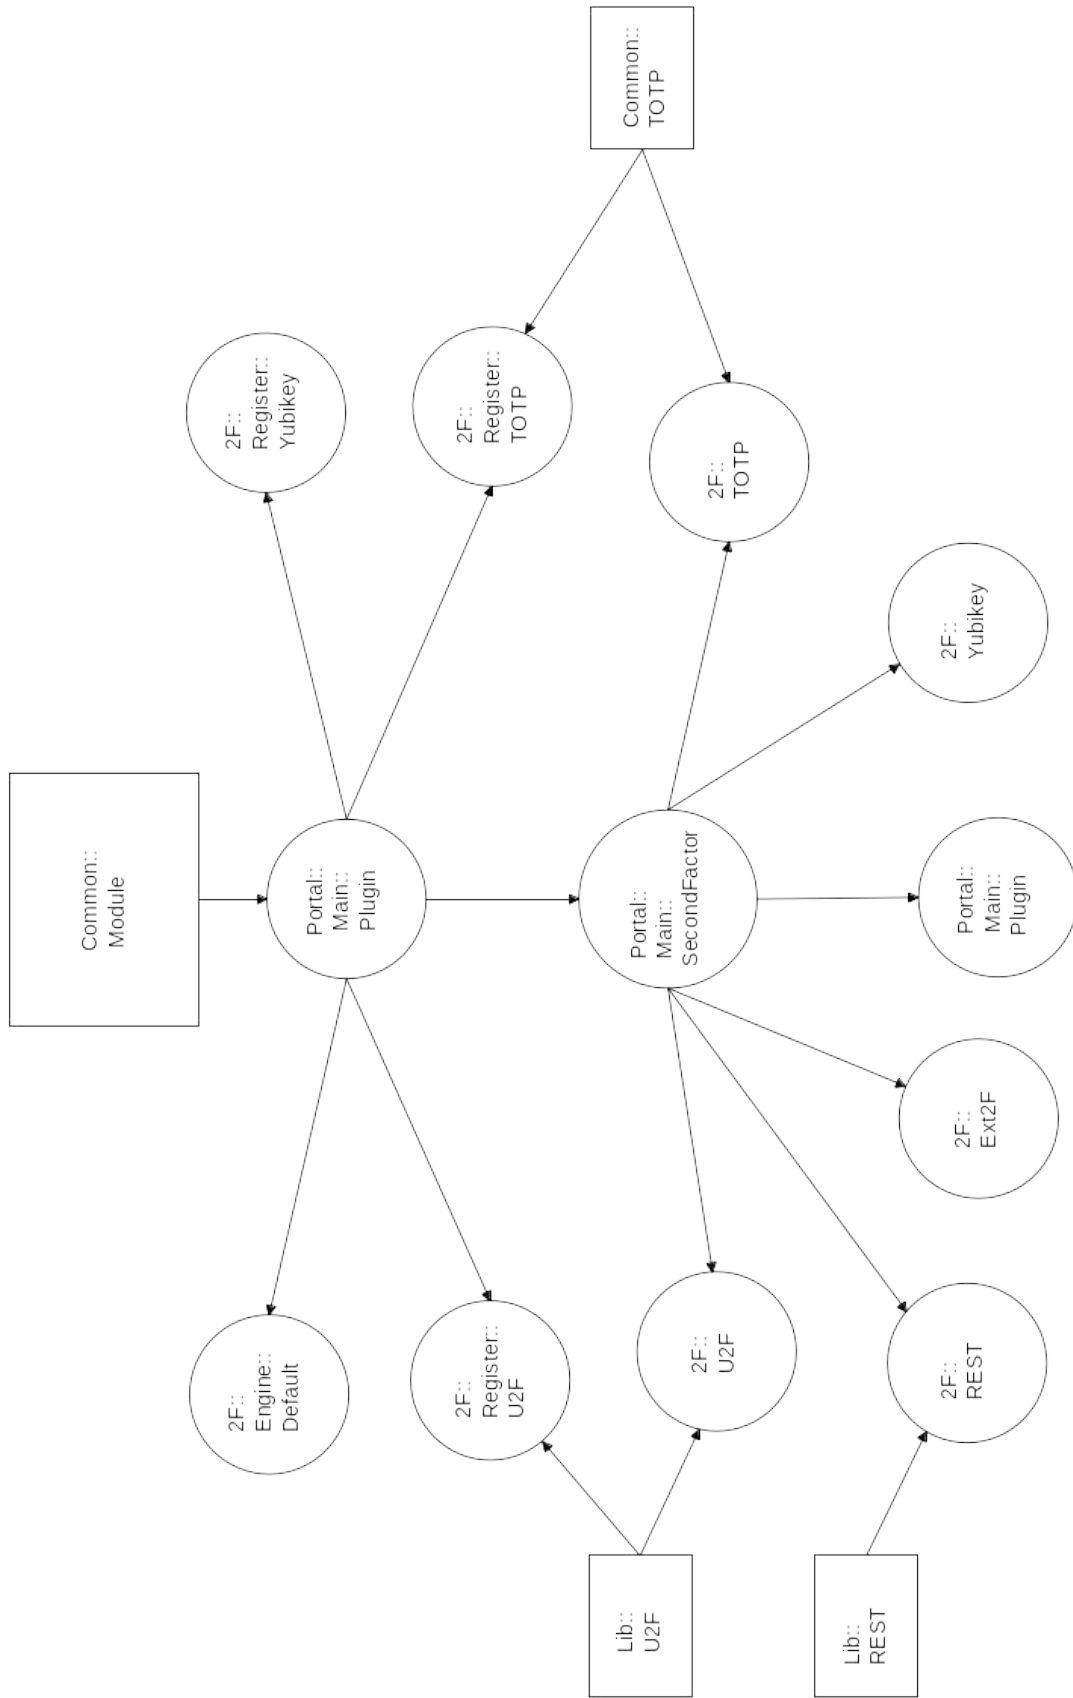 Common::
Module
Portal::
Main::
Plugin
2F::
Engine::
Default
2F::
Register::
Yubikey
2F::
Register::
U2F
2F::
Register::
TOTP
Lib::
U2F
Portal::
Main::
SecondFactor
Common::
TOTP
2F::
U2F
2F::
TOTP
Lib::
REST
2F::
REST
2F::
Ext2F
Portal::
Main::
Plugin
2F::
Yubikey